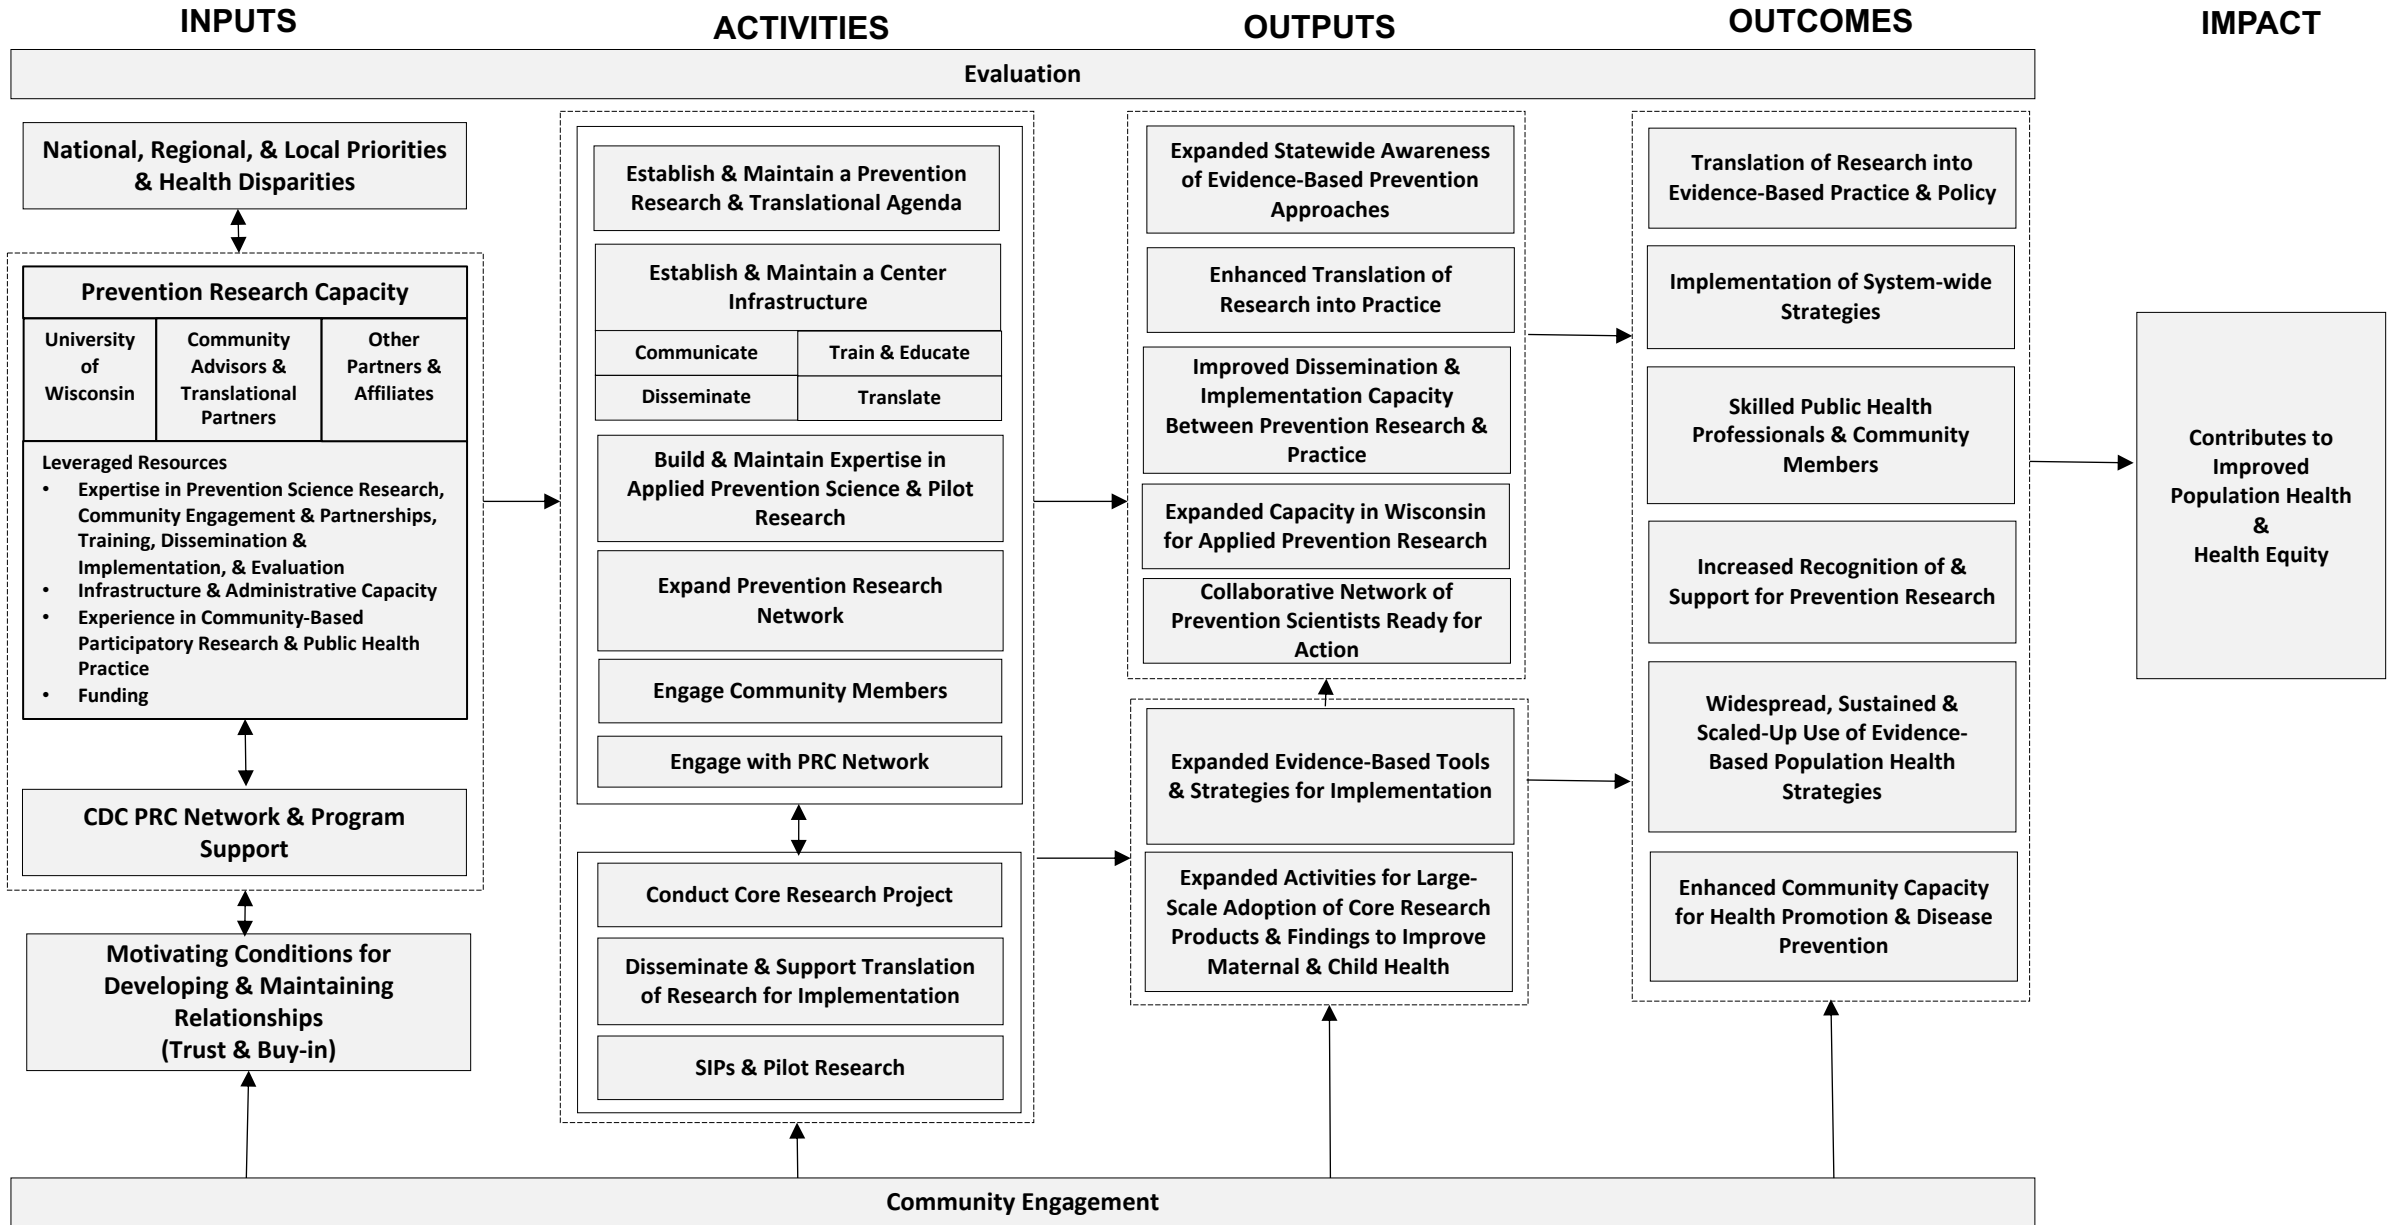 INPUTS
ACTIVITIES
OUTPUTS
OUTCOMES
IMPACT
Evaluation
National, Regional, & Local Priorities
& Health Disparities
Prevention Research Capacity
University
of
Wisconsin
Community
Advisors &
Translational
Partners
Other
Partners &
Affiliates
Leveraged Resources
• Expertise in Prevention Science Research,
Community Engagement & Partnerships,
Training, Dissemination &
Implementation, & Evaluation
• Infrastructure & Administrative Capacity
• Experience in Community-Based
Participatory Research & Public Health
Practice
• Funding
CDC PRC Network & Program
Support
Motivating Conditions for
Developing & Maintaining
Relationships
(Trust & Buy-in)
Establish & Maintain a Prevention
Research & Translational Agenda
Establish & Maintain a Center
Infrastructure
Communicate
Train & Educate
Disseminate
Translate
Build & Maintain Expertise in
Applied Prevention Science & Pilot
Research
Expand Prevention Research
Network
Engage Community Members
Engage with PRC Network
Conduct Core Research Project
Disseminate & Support Translation
of Research for Implementation
SIPs & Pilot Research
Expanded Statewide Awareness
of Evidence-Based Prevention
Approaches
Enhanced Translation of
Research into Practice
Improved Dissemination &
Implementation Capacity
Between Prevention Research &
Practice
Expanded Capacity in Wisconsin
for Applied Prevention Research
Collaborative Network of
Prevention Scientists Ready for
Action
Expanded Evidence-Based Tools
& Strategies for Implementation
Expanded Activities for Large-
Scale Adoption of Core Research
Products & Findings to Improve
Maternal & Child Health
Translation of Research into
Evidence-Based Practice & Policy
Implementation of System-wide
Strategies
Skilled Public Health
Professionals & Community
Members
Increased Recognition of &
Support for Prevention Research
Widespread, Sustained &
Scaled-Up Use of Evidence-
Based Population Health
Strategies
Enhanced Community Capacity
for Health Promotion & Disease
Prevention
Contributes to
Improved
Population Health
&
Health Equity
Community Engagement